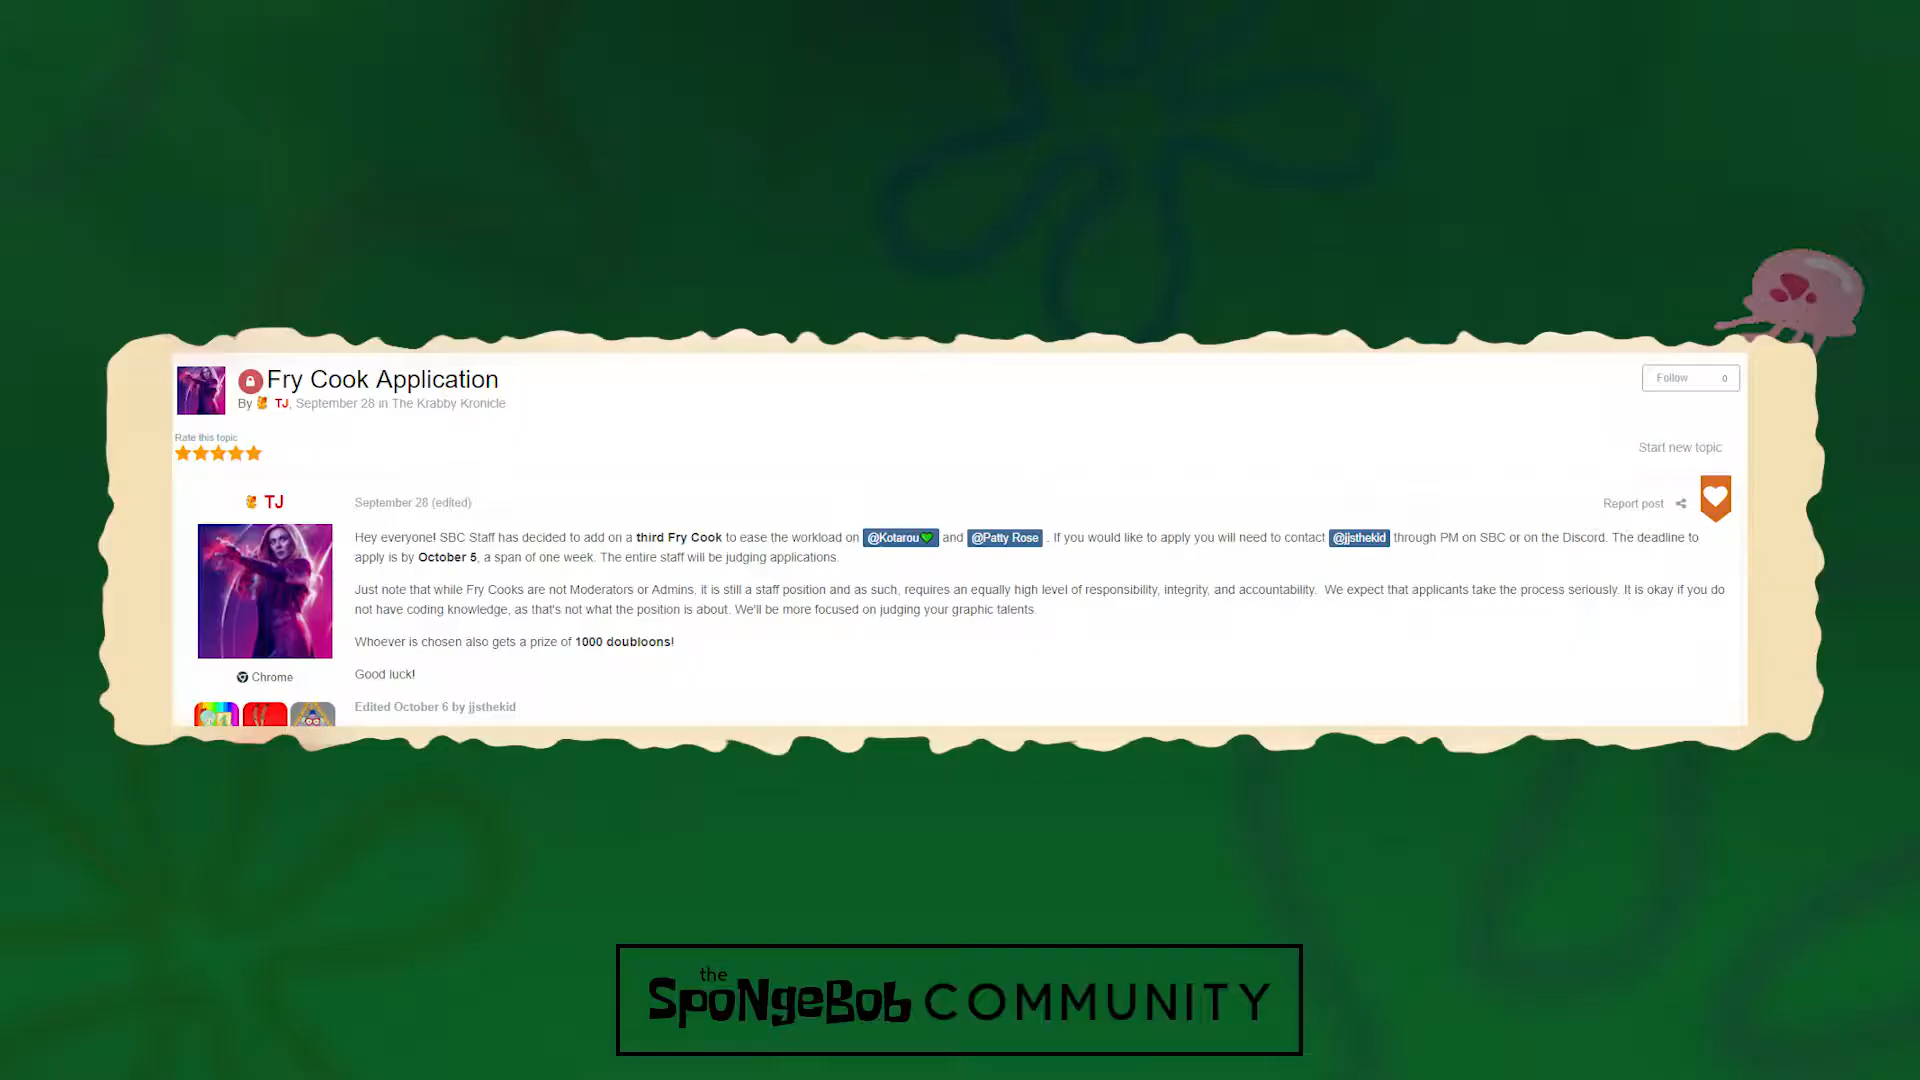 Fry Cook Application
By TJ, September 28 in The Krabby Kronicle
Follow 0
Rate this topic
Start new topic
TJ
September 28 (edited)
Report post
Hey everyone! SBC Staff has decided to add on a third Fry Cook to ease the workload on @Kotarou💚 and @Patty Rose . If you would like to apply you will need to contact @jjsthekid through PM on SBC or on the Discord. The deadline to
apply is by October 5, a span of one week. The entire staff will be judging applications.
Just note that while Fry Cooks are not Moderators or Admins, it is still a staff position and as such, requires an equally high level of responsibility, integrity, and accountability.  We expect that applicants take the process seriously. It is okay if you do
not have coding knowledge, as that's not what the position is about. We'll be more focused on judging your graphic talents.
Whoever is chosen also gets a prize of 1000 doubloons!
Chrome
Good luck!
Edited October 6 by jjsthekid
the
SpoNgeBob COMMUNITY